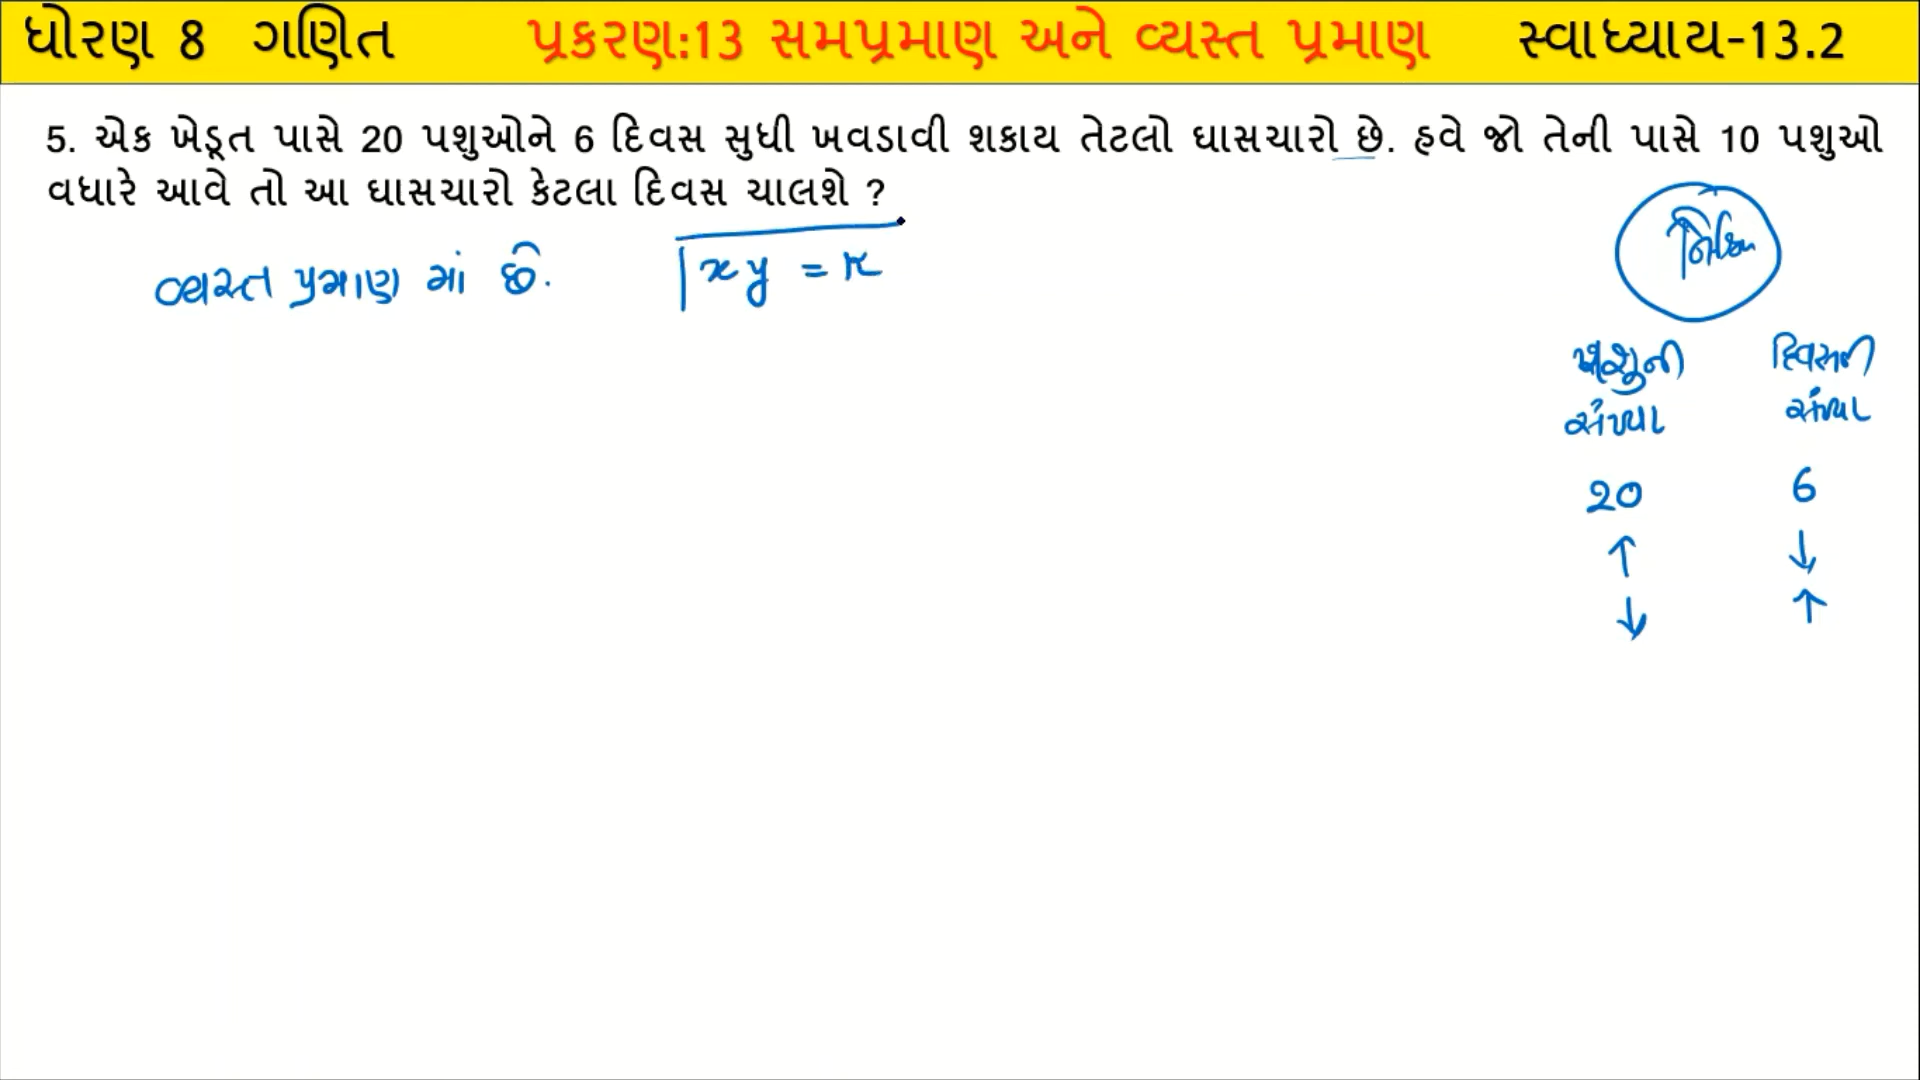 ધોરણ 8 ગણિત પ્રકરણ:13 સમપ્રમાણ અને વ્યસ્ત પ્રમાણ સ્વાધ્યાય-13.2
5. એક ખેડૂત પાસે 20 પશુઓને 6 દિવસ સુધી ખવડાવી શકાય તેટલો ઘાસચારો છે. હવે જો તેની પાસે 10 પશુઓ
વધારે આવે તો આ ઘાસચારો કેટલા દિવસ ચાલશે ?
વ્યસ્ત પ્રમાણ માં છે. xy = k
પશુની દિવસની
સંખ્યા સંખ્યા
20 6
↑ ↓
↓ ↑